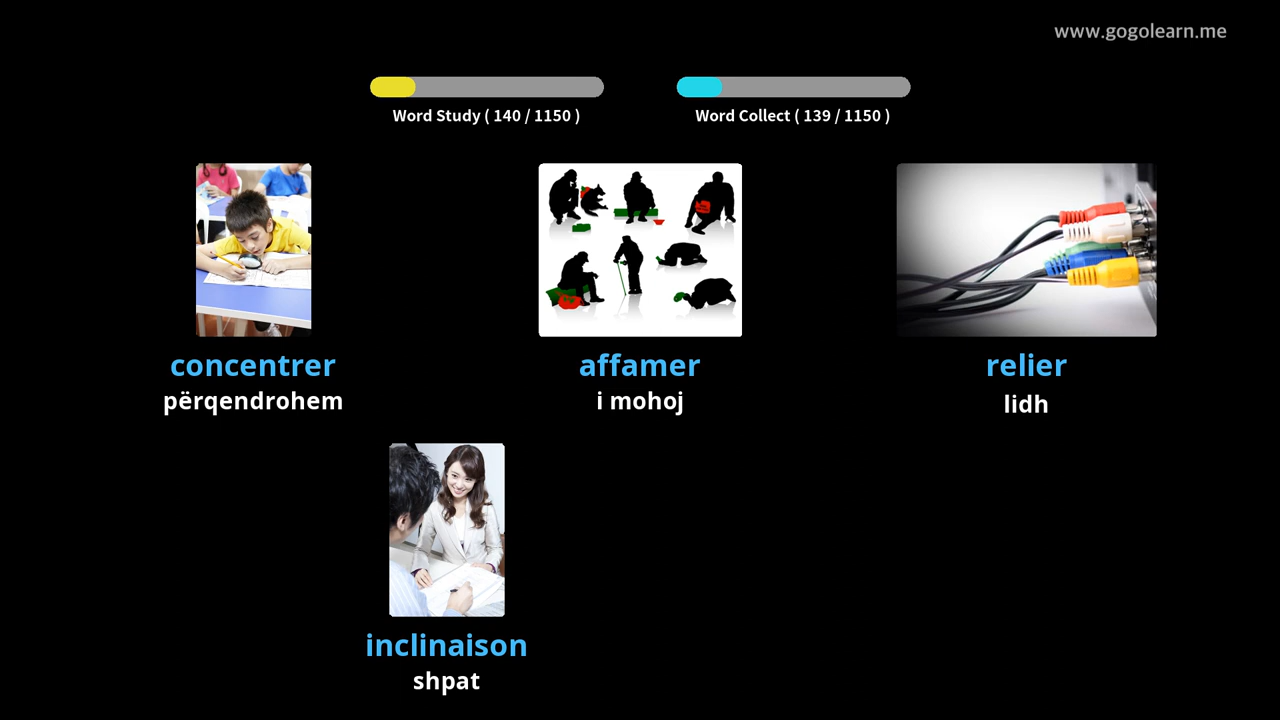 www.gogolearn.me
Word Study ( 140 / 1150 )
Word Collect ( 139 / 1150 )
concentrer
përqendrohem
affamer
i mohoj
relier
lidh
inclinaison
shpat